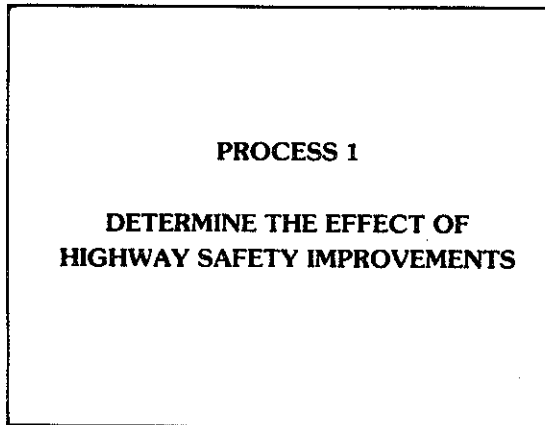 PROCESS 1
DETERMINE THE EFFECT OF
HIGHWAY SAFETY IMPROVEMENTS